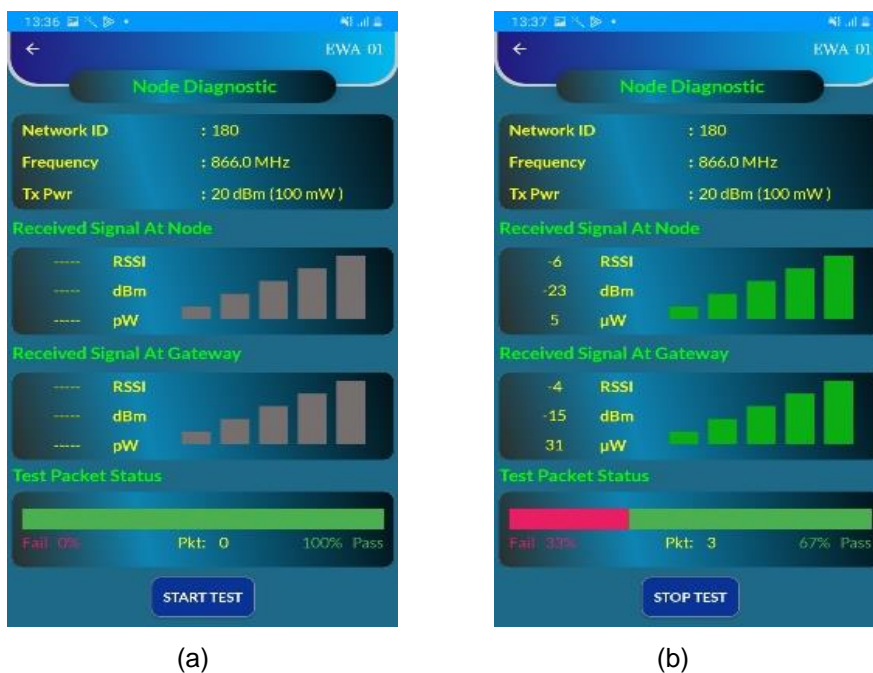 13:36
EWA 01
Node Diagnostic
Network ID : 180
Frequency : 866.0 MHz
Tx Pwr : 20 dBm (100 mW )
Received Signal At Node
----- RSSI
----- dBm
----- pW
Received Signal At Gateway
----- RSSI
----- dBm
----- pW
Test Packet Status
Fail 0% Pkt: 0 100% Pass
START TEST
(a)
13:37
EWA 01
Node Diagnostic
Network ID : 180
Frequency : 866.0 MHz
Tx Pwr : 20 dBm (100 mW )
Received Signal At Node
-6 RSSI
-23 dBm
5 µW
Received Signal At Gateway
-4 RSSI
-15 dBm
31 µW
Test Packet Status
Fail 33% Pkt: 3 67% Pass
STOP TEST
(b)